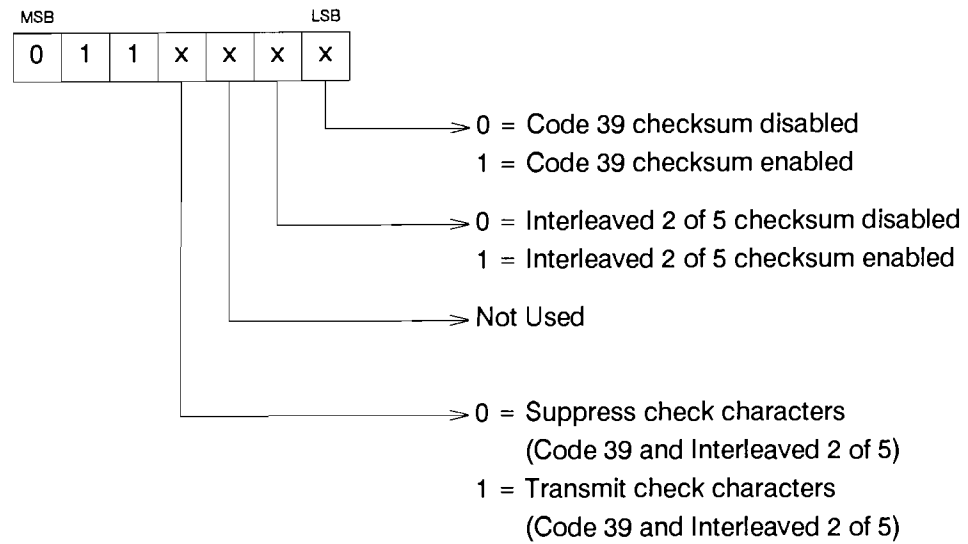 MSB LSB
0 1 1 x x x x
0 = Code 39 checksum disabled
1 = Code 39 checksum enabled
0 = Interleaved 2 of 5 checksum disabled
1 = Interleaved 2 of 5 checksum enabled
Not Used
0 = Suppress check characters
(Code 39 and Interleaved 2 of 5)
1 = Transmit check characters
(Code 39 and Interleaved 2 of 5)